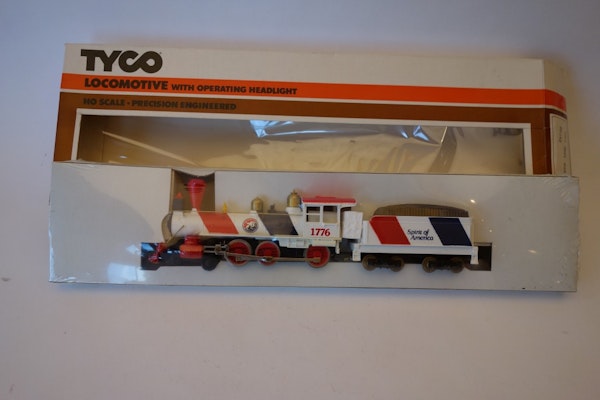 TYCO
LOCOMOTIVE WITH OPERATING HEADLIGHT
HO SCALE · PRECISION ENGINEERED
1776
Spirit of
America